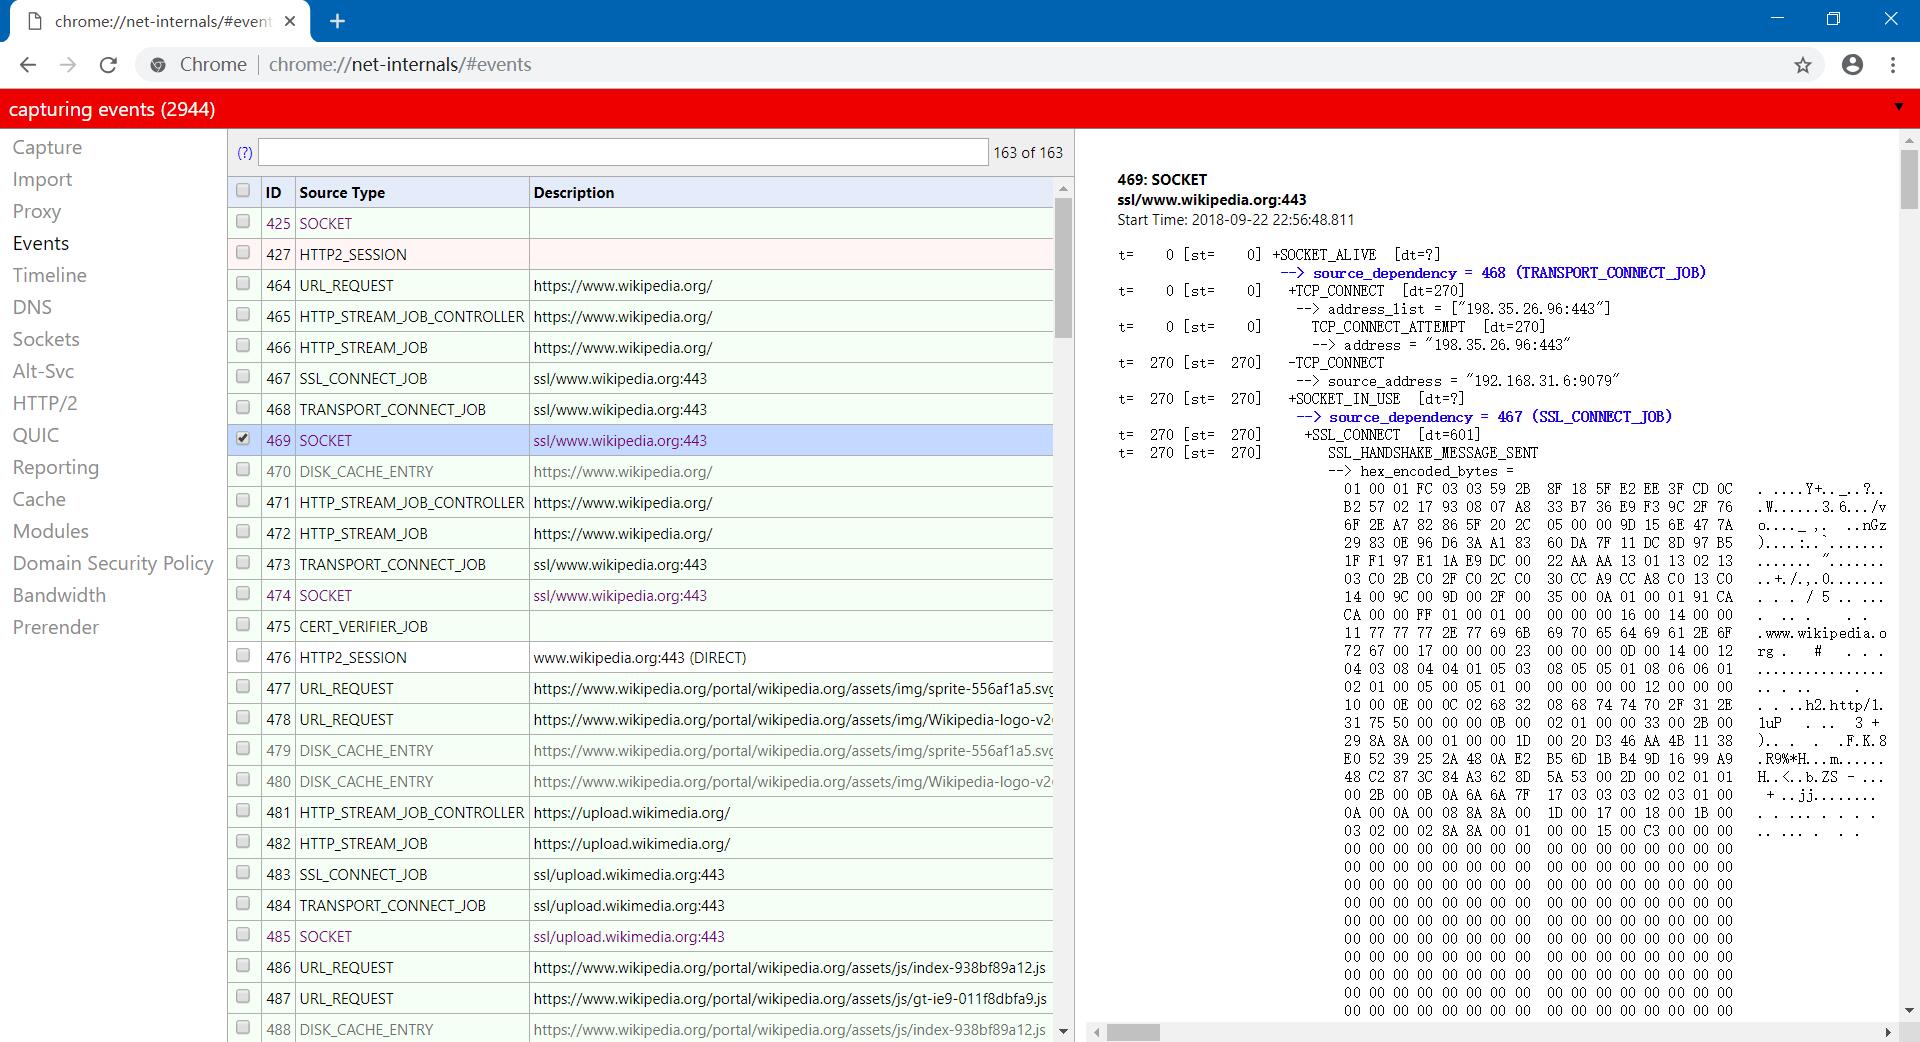 chrome://net-internals/#event
Chrome chrome://net-internals/#events
capturing events (2944)
Capture
Import
Proxy
Events
Timeline
DNS
Sockets
Alt-Svc
HTTP/2
QUIC
Reporting
Cache
Modules
Domain Security Policy
Bandwidth
Prerender
(?) 163 of 163
ID Source Type Description
425 SOCKET
427 HTTP2_SESSION
464 URL_REQUEST https://www.wikipedia.org/
465 HTTP_STREAM_JOB_CONTROLLER https://www.wikipedia.org/
466 HTTP_STREAM_JOB https://www.wikipedia.org/
467 SSL_CONNECT_JOB ssl/www.wikipedia.org:443
468 TRANSPORT_CONNECT_JOB ssl/www.wikipedia.org:443
469 SOCKET ssl/www.wikipedia.org:443
470 DISK_CACHE_ENTRY https://www.wikipedia.org/
471 HTTP_STREAM_JOB_CONTROLLER https://www.wikipedia.org/
472 HTTP_STREAM_JOB https://www.wikipedia.org/
473 TRANSPORT_CONNECT_JOB ssl/www.wikipedia.org:443
474 SOCKET ssl/www.wikipedia.org:443
475 CERT_VERIFIER_JOB
476 HTTP2_SESSION www.wikipedia.org:443 (DIRECT)
477 URL_REQUEST https://www.wikipedia.org/portal/wikipedia.org/assets/img/sprite-556af1a5.svg
478 URL_REQUEST https://www.wikipedia.org/portal/wikipedia.org/assets/img/Wikipedia-logo-v2
479 DISK_CACHE_ENTRY https://www.wikipedia.org/portal/wikipedia.org/assets/img/sprite-556af1a5.svg
480 DISK_CACHE_ENTRY https://www.wikipedia.org/portal/wikipedia.org/assets/img/Wikipedia-logo-v2
481 HTTP_STREAM_JOB_CONTROLLER https://upload.wikimedia.org/
482 HTTP_STREAM_JOB https://upload.wikimedia.org/
483 SSL_CONNECT_JOB ssl/upload.wikimedia.org:443
484 TRANSPORT_CONNECT_JOB ssl/upload.wikimedia.org:443
485 SOCKET ssl/upload.wikimedia.org:443
486 URL_REQUEST https://www.wikipedia.org/portal/wikipedia.org/assets/js/index-938bf89a12.js
487 URL_REQUEST https://www.wikipedia.org/portal/wikipedia.org/assets/js/gt-ie9-011f8dbfa9.js
488 DISK_CACHE_ENTRY https://www.wikipedia.org/portal/wikipedia.org/assets/js/index-938bf89a12.js
469: SOCKET
ssl/www.wikipedia.org:443
Start Time: 2018-09-22 22:56:48.811
t= 0 [st= 0] +SOCKET_ALIVE [dt=?]
--> source_dependency = 468 (TRANSPORT_CONNECT_JOB)
t= 0 [st= 0] +TCP_CONNECT [dt=270]
--> address_list = ["198.35.26.96:443"]
t= 0 [st= 0] TCP_CONNECT_ATTEMPT [dt=270]
--> address = "198.35.26.96:443"
t= 270 [st= 270] -TCP_CONNECT
--> source_address = "192.168.31.6:9079"
t= 270 [st= 270] +SOCKET_IN_USE [dt=?]
--> source_dependency = 467 (SSL_CONNECT_JOB)
t= 270 [st= 270] +SSL_CONNECT [dt=601]
t= 270 [st= 270] SSL_HANDSHAKE_MESSAGE_SENT
--> hex_encoded_bytes =
01 00 01 FC 03 03 59 2B 8F 18 5F E2 EE 3F CD 0C . ....Y+.._..?..
B2 57 02 17 93 08 07 A8 33 B7 36 E9 F3 9C 2F 76 .W......3.6.../v
6F 2E A7 82 86 5F 20 2C 05 00 00 9D 15 6E 47 7A o...._ ,. ..nGz
29 83 0E 96 D6 3A A1 83 60 DA 7F 11 DC 8D 97 B5 )....:..`.......
1F F1 97 E1 1A E9 DC 00 22 AA AA 13 01 13 02 13 ....... ".......
03 C0 2B C0 2F C0 2C C0 30 CC A9 CC A8 C0 13 C0 ..+./.,.0.......
14 00 9C 00 9D 00 2F 00 35 00 0A 01 00 01 91 CA . . . / 5 .. ...
CA 00 00 FF 01 00 01 00 00 00 00 16 00 14 00 00 . .. . . .
11 77 77 77 2E 77 69 6B 69 70 65 64 69 61 2E 6F .www.wikipedia.o
72 67 00 17 00 00 00 23 00 00 00 0D 00 14 00 12 rg . # . . .
04 03 08 04 04 01 05 03 08 05 05 01 08 06 06 01 ................
02 01 00 05 00 05 01 00 00 00 00 00 12 00 00 00 .. . .. .
10 00 0E 00 0C 02 68 32 08 68 74 74 70 2F 31 2E . . ..h2.http/1.
31 75 50 00 00 00 0B 00 02 01 00 00 33 00 2B 00 1uP . .. 3 +
29 8A 8A 00 01 00 00 1D 00 20 D3 46 AA 4B 11 38 ).. . . .F.K.8
E0 52 39 25 2A 48 0A E2 B5 6D 1B B4 9D 16 99 A9 .R9%*H...m......
48 C2 87 3C 84 A3 62 8D 5A 53 00 2D 00 02 01 01 H..<..b.ZS - ...
00 2B 00 0B 0A 6A 6A 7F 17 03 03 03 02 03 01 00 + ..jj........
0A 00 0A 00 08 8A 8A 00 1D 00 17 00 18 00 1B 00 . . ... . . . .
03 02 00 02 8A 8A 00 01 00 00 15 00 C3 00 00 00 .. ... . . .
00 00 00 00 00 00 00 00 00 00 00 00 00 00 00 00
00 00 00 00 00 00 00 00 00 00 00 00 00 00 00 00
00 00 00 00 00 00 00 00 00 00 00 00 00 00 00 00
00 00 00 00 00 00 00 00 00 00 00 00 00 00 00 00
00 00 00 00 00 00 00 00 00 00 00 00 00 00 00 00
00 00 00 00 00 00 00 00 00 00 00 00 00 00 00 00
00 00 00 00 00 00 00 00 00 00 00 00 00 00 00 00
00 00 00 00 00 00 00 00 00 00 00 00 00 00 00 00
00 00 00 00 00 00 00 00 00 00 00 00 00 00 00 00
00 00 00 00 00 00 00 00 00 00 00 00 00 00 00 00